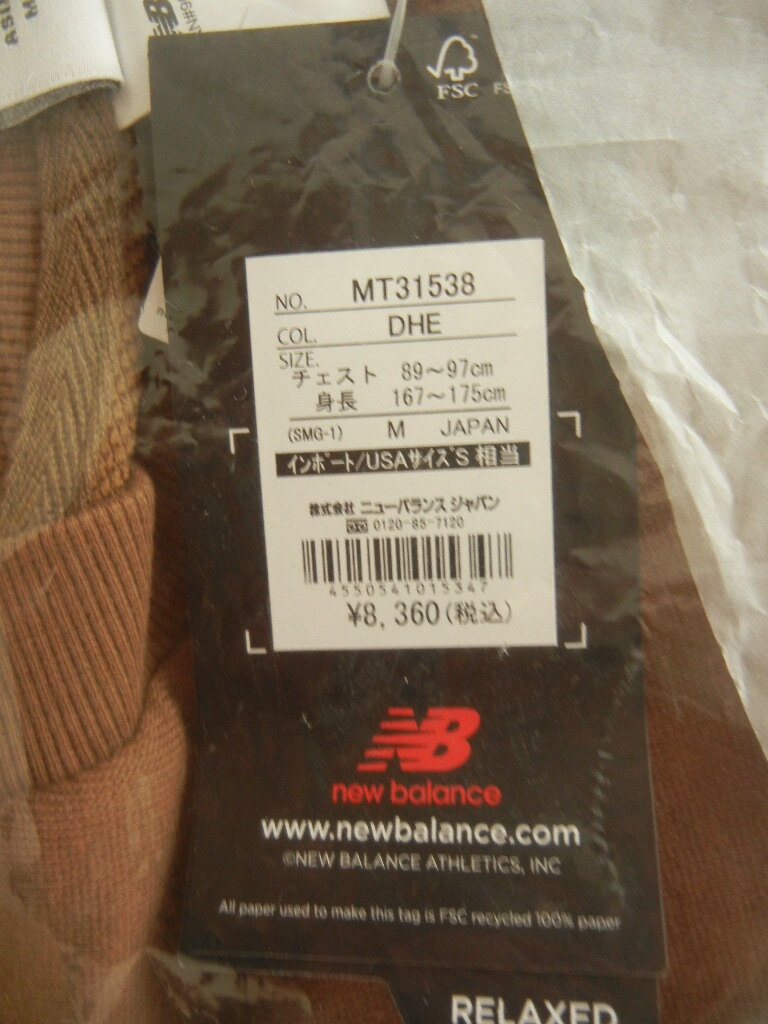 ASIA
M
FSC
NO. MT31538
COL. DHE
SIZE.
チェスト 89～97cm
身長 167～175cm
(SMG-1) M JAPAN
インポート/USAサイズS 相当
株式会社 ニューバランス ジャパン
0120-85-7120
4550541015347
¥8,360(税込)
NB
new balance
www.newbalance.com
©NEW BALANCE ATHLETICS, INC
All paper used to make this tag is FSC recycled 100% paper
RELAXED